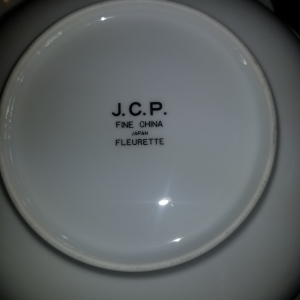 J.C.P.
FINE CHINA
JAPAN
FLEURETTE